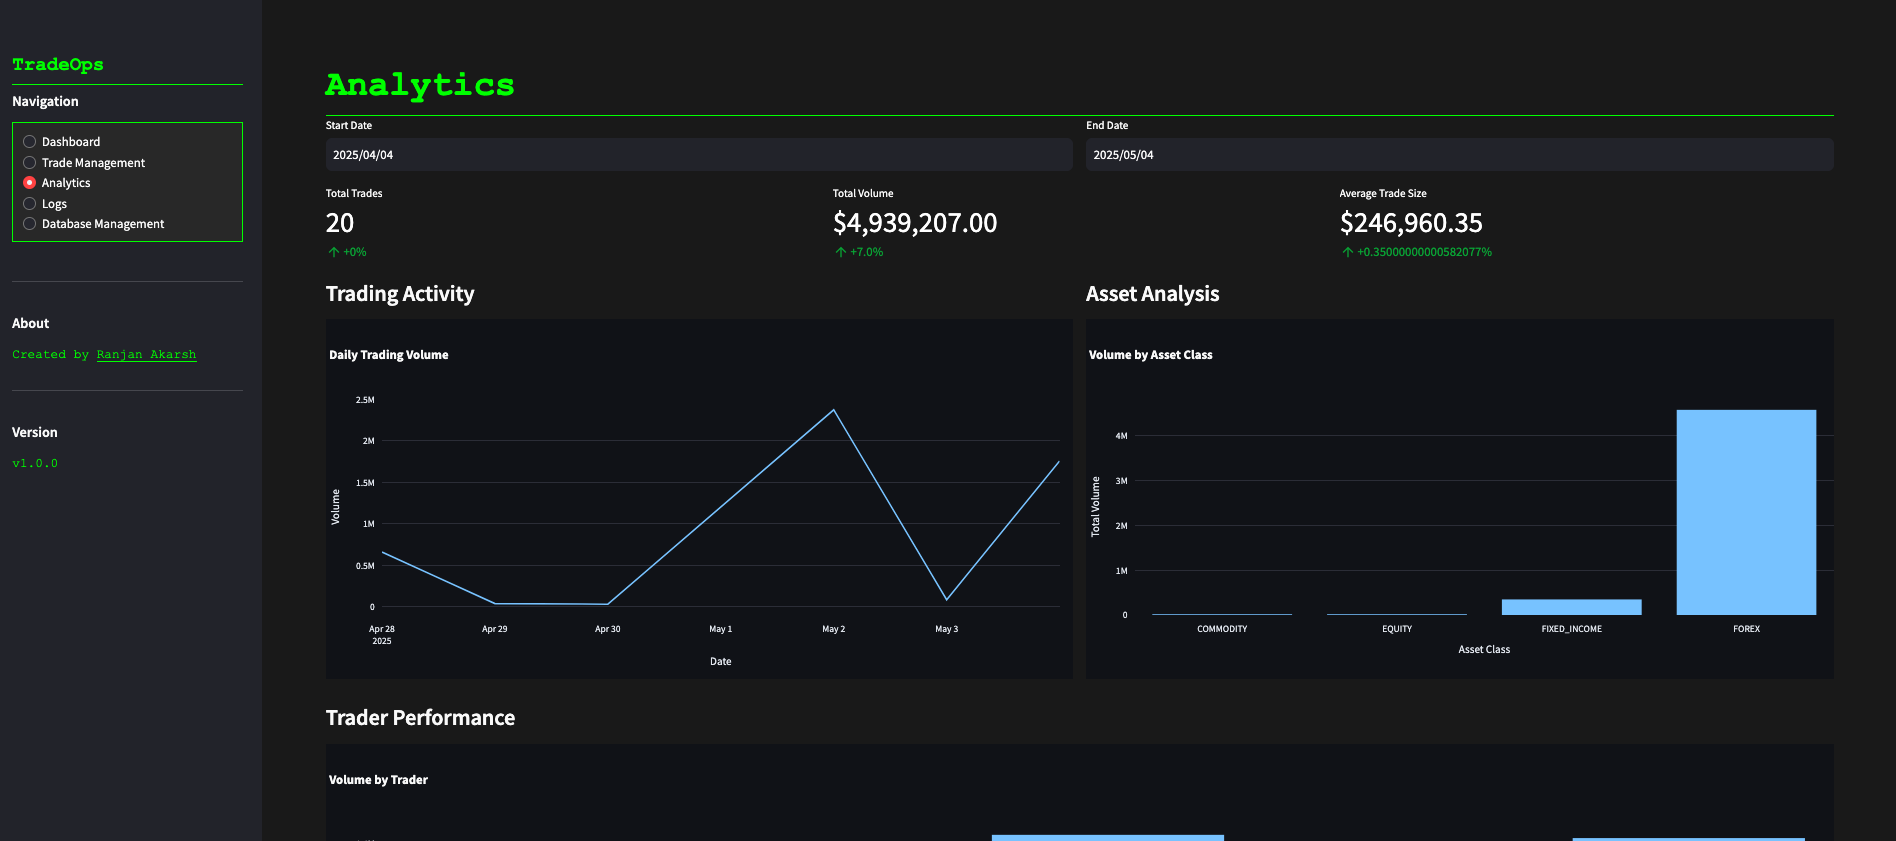 TradeOps
Navigation
Dashboard
Trade Management
Analytics
Logs
Database Management
About
Created by Ranjan Akarsh
Version
v1.0.0
Analytics
Start Date
2025/04/04
End Date
2025/05/04
Total Trades
20
+0%
Total Volume
$4,939,207.00
+7.0%
Average Trade Size
$246,960.35
+0.35000000000582077%
Trading Activity
Daily Trading Volume
2.5M
2M
1.5M
1M
0.5M
0
Volume
Apr 28
2025
Apr 29
Apr 30
May 1
May 2
May 3
Date
Asset Analysis
Volume by Asset Class
4M
3M
2M
1M
0
Total Volume
COMMODITY
EQUITY
FIXED_INCOME
FOREX
Asset Class
Trader Performance
Volume by Trader